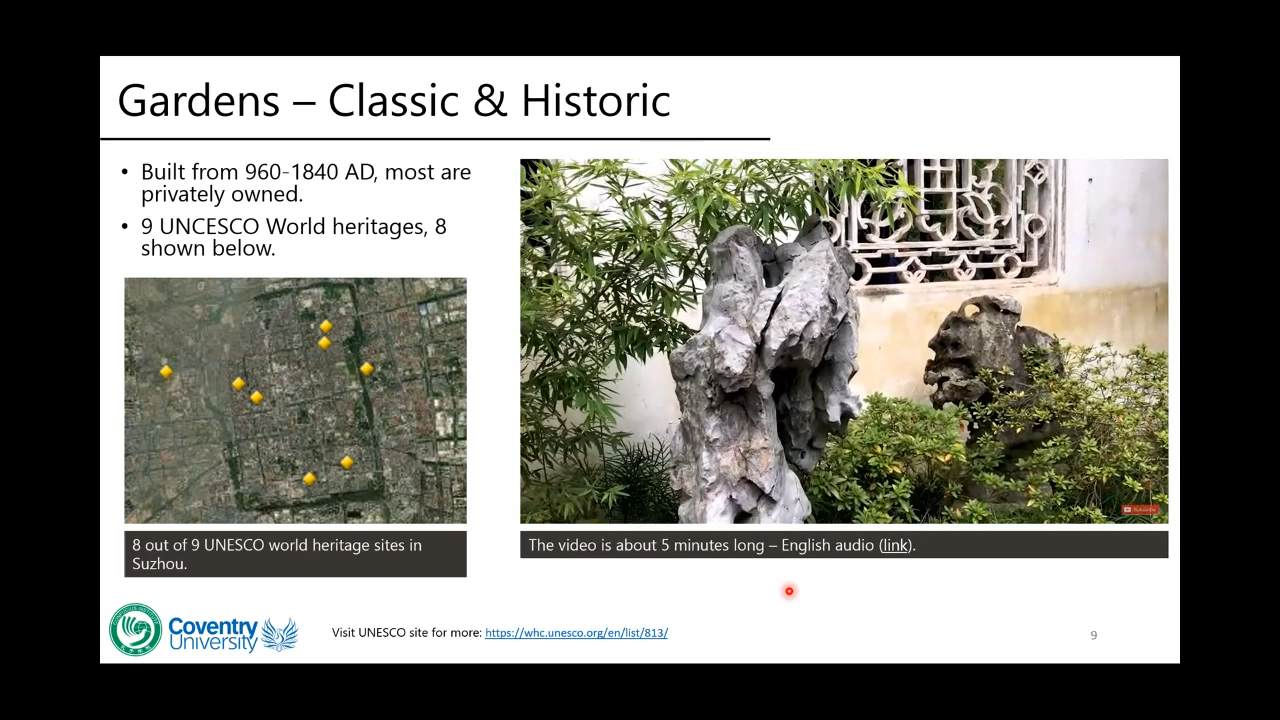 Gardens – Classic & Historic
• Built from 960-1840 AD, most are
privately owned.
• 9 UNCESCO World heritages, 8
shown below.
8 out of 9 UNESCO world heritage sites in
Suzhou.
Subscribe
The video is about 5 minutes long – English audio (link).
Coventry
University
Visit UNESCO site for more: https://whc.unesco.org/en/list/813/
9